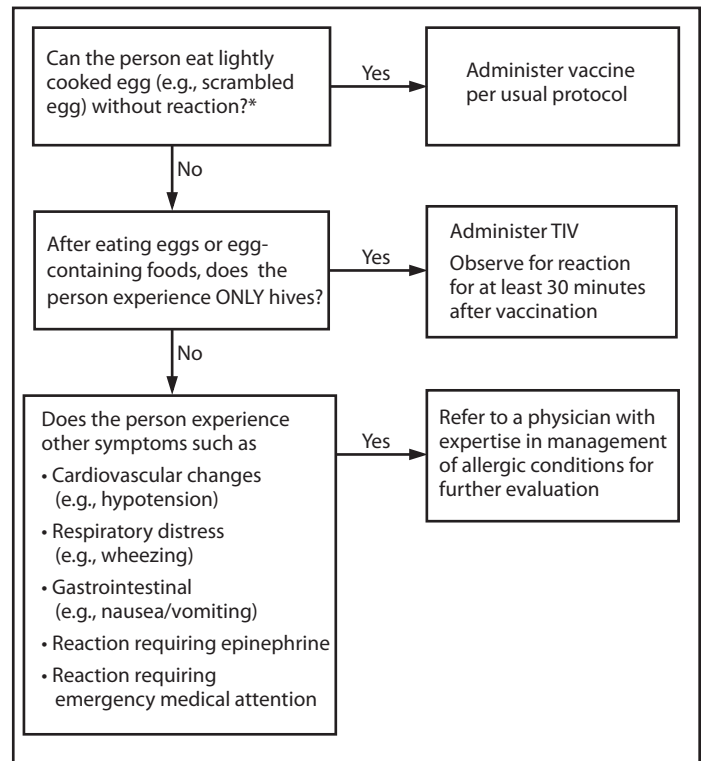 Can the person eat lightly
cooked egg (e.g., scrambled
egg) without reaction?*
Yes
Administer vaccine
per usual protocol
No
After eating eggs or egg-
containing foods, does the
person experience ONLY hives?
Yes
Administer TIV
Observe for reaction
for at least 30 minutes
after vaccination
No
Does the person experience
other symptoms such as
• Cardiovascular changes
(e.g., hypotension)
• Respiratory distress
(e.g., wheezing)
• Gastrointestinal
(e.g., nausea/vomiting)
• Reaction requiring epinephrine
• Reaction requiring
emergency medical attention
Yes
Refer to a physician with
expertise in management
of allergic conditions for
further evaluation